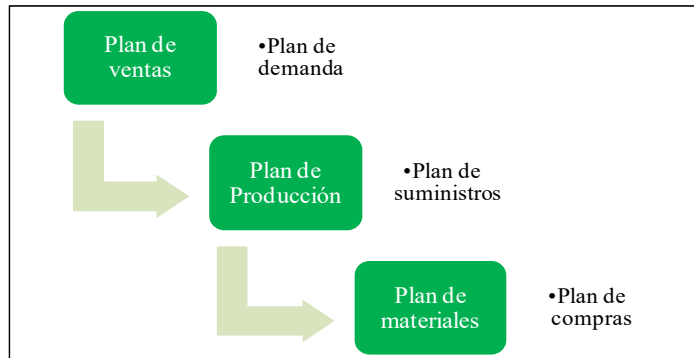 Plan de
ventas
•Plan de
demanda
Plan de
Producción
•Plan de
suministros
Plan de
materiales
•Plan de
compras